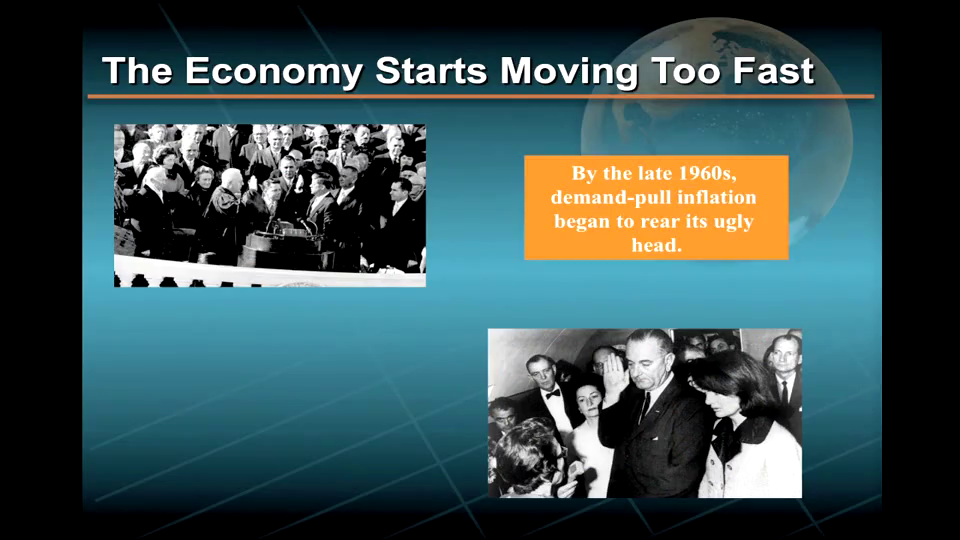 The Economy Starts Moving Too Fast
By the late 1960s,
demand-pull inflation
began to rear its ugly
head.